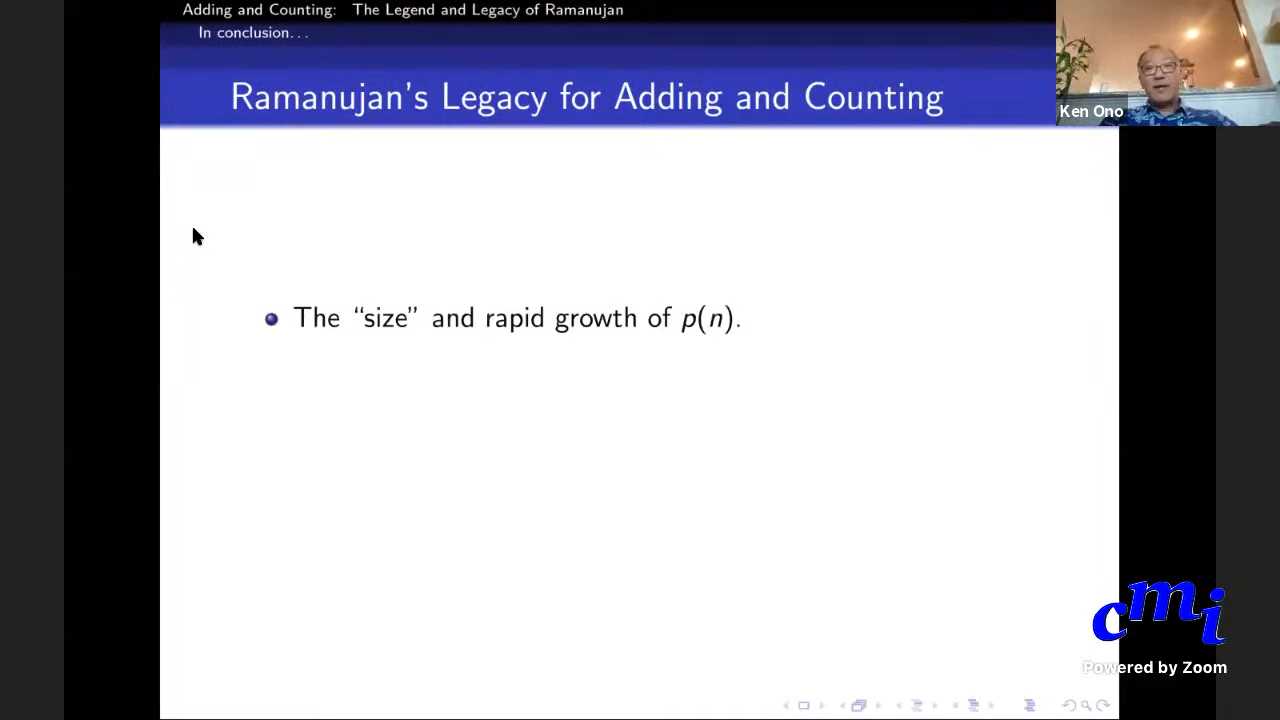 Adding and Counting: The Legend and Legacy of Ramanujan
In conclusion...
Ramanujan's Legacy for Adding and Counting
Ken Ono
The “size” and rapid growth of p(n).
cmi
Powered by Zoom